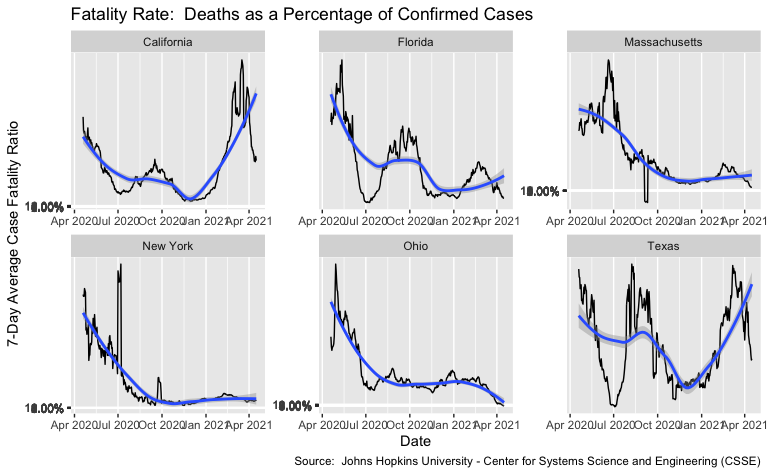 Fatality Rate:  Deaths as a Percentage of Confirmed Cases
California
Florida
Massachusetts
7-Day Average Case Fatality Ratio
Apr 2020 Jul 2020 Oct 2020 Jan 2021 Apr 2021
Apr 2020 Jul 2020 Oct 2020 Jan 2021 Apr 2021
Apr 2020 Jul 2020 Oct 2020 Jan 2021 Apr 2021
New York
Ohio
Texas
Apr 2020 Jul 2020 Oct 2020 Jan 2021 Apr 2021
Apr 2020 Jul 2020 Oct 2020 Jan 2021 Apr 2021
Apr 2020 Jul 2020 Oct 2020 Jan 2021 Apr 2021
Date
Source:  Johns Hopkins University - Center for Systems Science and Engineering (CSSE)